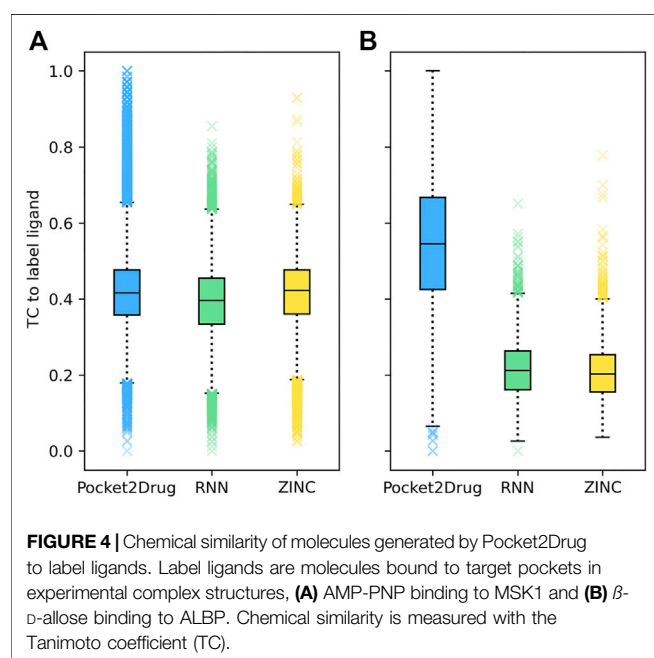 A
B
TC to label ligand
1.0
0.8
0.6
0.4
0.2
0.0
Pocket2Drug RNN ZINC
Pocket2Drug RNN ZINC
FIGURE 4 | Chemical similarity of molecules generated by Pocket2Drug
to label ligands. Label ligands are molecules bound to target pockets in
experimental complex structures, (A) AMP-PNP binding to MSK1 and (B) β-
D-allose binding to ALBP. Chemical similarity is measured with the
Tanimoto coefficient (TC).